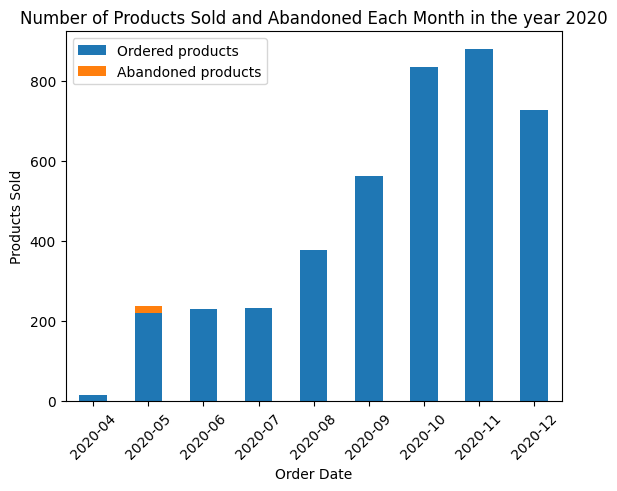 Number of Products Sold and Abandoned Each Month in the year 2020
Ordered products
Abandoned products
Products Sold
800
600
400
200
0
2020-04
2020-05
2020-06
2020-07
2020-08
2020-09
2020-10
2020-11
2020-12
Order Date